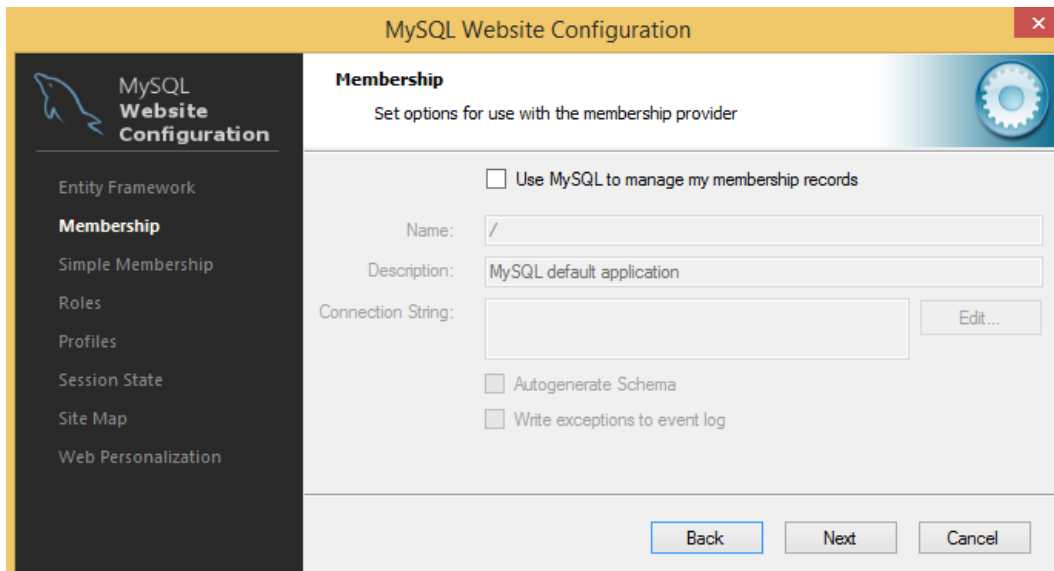 MySQL Website Configuration
MySQL
Website
Configuration
Entity Framework
Membership
Simple Membership
Roles
Profiles
Session State
Site Map
Web Personalization
Membership
Set options for use with the membership provider
Use MySQL to manage my membership records
Name: /
Description: MySQL default application
Connection String:
Edit...
Autogenerate Schema
Write exceptions to event log
Back Next Cancel